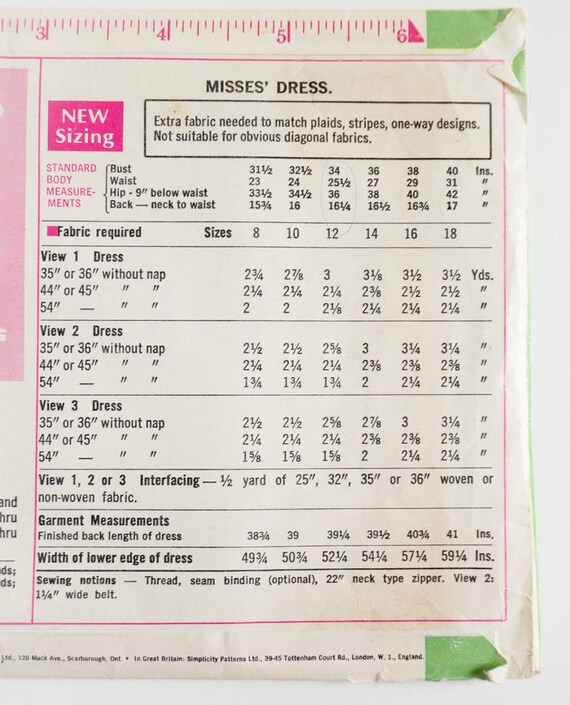 3 4 5 6
MISSES' DRESS.
NEW
Sizing
Extra fabric needed to match plaids, stripes, one-way designs.
Not suitable for obvious diagonal fabrics.
STANDARD BODY MEASURE-MENTS
Bust 31½ 32½ 34 36 38 40 Ins.
Waist 23 24 25½ 27 29 31 "
Hip - 9" below waist 33½ 34½ 36 38 40 42 "
Back — neck to waist 15¾ 16 16¼ 16½ 16¾ 17 "
Fabric required Sizes 8 10 12 14 16 18
View 1 Dress
35" or 36" without nap 2¾ 2⅞ 3 3⅛ 3½ 3½ Yds.
44" or 45" " " 2¼ 2¼ 2¼ 2⅜ 2½ 2½ "
54" — " " 2 2 2⅛ 2¼ 2¼ 2¼ "
View 2 Dress
35" or 36" without nap 2½ 2½ 2⅝ 3 3¼ 3¼ "
44" or 45" " " 2¼ 2¼ 2¼ 2⅜ 2⅜ 2⅜ "
54" — " " 1¾ 1¾ 1¾ 2 2¼ 2¼ "
View 3 Dress
35" or 36" without nap 2½ 2½ 2⅝ 2⅞ 3 3¼ "
44" or 45" " " 2¼ 2¼ 2¼ 2⅜ 2⅜ 2⅜ "
54" — " " 1⅝ 1⅝ 1⅝ 2 2¼ 2¼ "
View 1, 2 or 3 Interfacing — ½ yard of 25", 32", 35" or 36" woven or
non-woven fabric.
Garment Measurements
Finished back length of dress 38¾ 39 39¼ 39½ 40¾ 41 Ins.
Width of lower edge of dress 49¾ 50¾ 52¼ 54¼ 57¼ 59¼ Ins.
Sewing notions — Thread, seam binding (optional), 22" neck type zipper. View 2:
1¼" wide belt.
and
hru
hru
ds;
ds;
Ltd., 120 Mack Ave., Scarborough, Ont. • In Great Britain: Simplicity Patterns Ltd., 39-45 Tottenham Court Rd., London, W. 1., England.